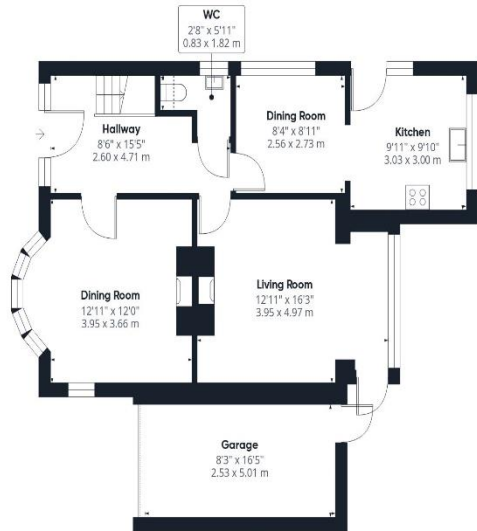 WC
2'8" x 5'11"
0.83 x 1.82 m
Dining Room
8'4" x 8'11"
2.56 x 2.73 m
Hallway
8'6" x 15'5"
2.60 x 4.71 m
Kitchen
9'11" x 9'10"
3.03 x 3.00 m
Dining Room
12'11" x 12'0"
3.95 x 3.66 m
Living Room
12'11" x 16'3"
3.95 x 4.97 m
Garage
8'3" x 16'5"
2.53 x 5.01 m